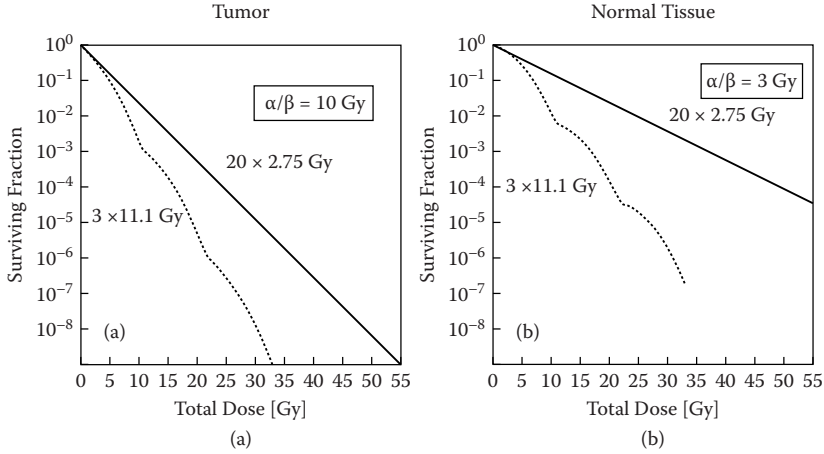 Tumor
10⁰
10⁻¹
10⁻²
10⁻³
10⁻⁴
10⁻⁵
10⁻⁶
10⁻⁷
10⁻⁸
Surviving Fraction
α/β = 10 Gy
20 × 2.75 Gy
3 ×11.1 Gy
(a)
0 5 10 15 20 25 30 35 40 45 50 55
Total Dose [Gy]
(a)
Normal Tissue
10⁰
10⁻¹
10⁻²
10⁻³
10⁻⁴
10⁻⁵
10⁻⁶
10⁻⁷
10⁻⁸
Surviving Fraction
α/β = 3 Gy
20 × 2.75 Gy
3 ×11.1 Gy
(b)
0 5 10 15 20 25 30 35 40 45 50 55
Total Dose [Gy]
(b)